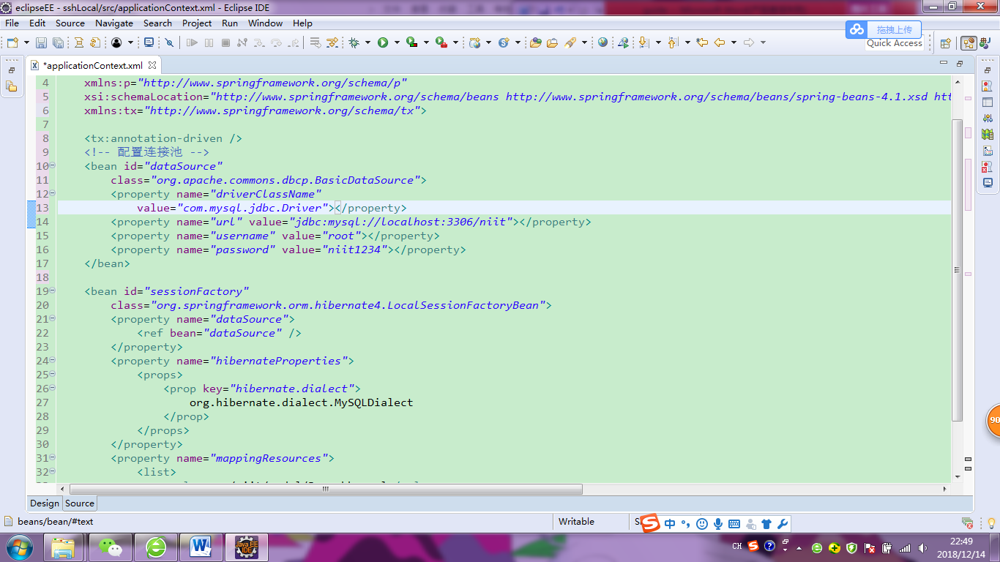 eclipseEE - sshLocal/src/applicationContext.xml - Eclipse IDE
File Edit Source Navigate Search Project Run Window Help
拖拽上传
Quick Access
*applicationContext.xml
4 xmlns:p="http://www.springframework.org/schema/p"
5 xsi:schemaLocation="http://www.springframework.org/schema/beans http://www.springframework.org/schema/beans/spring-beans-4.1.xsd htt
6 xmlns:tx="http://www.springframework.org/schema/tx">
7
8 <tx:annotation-driven />
9 <!-- 配置连接池 -->
10 <bean id="dataSource"
11 class="org.apache.commons.dbcp.BasicDataSource">
12 <property name="driverClassName"
13 value="com.mysql.jdbc.Driver"></property>
14 <property name="url" value="jdbc:mysql://localhost:3306/niit"></property>
15 <property name="username" value="root"></property>
16 <property name="password" value="niit1234"></property>
17 </bean>
18
19 <bean id="sessionFactory"
20 class="org.springframework.orm.hibernate4.LocalSessionFactoryBean">
21 <property name="dataSource">
22 <ref bean="dataSource" />
23 </property>
24 <property name="hibernateProperties">
25 <props>
26 <prop key="hibernate.dialect">
27 org.hibernate.dialect.MySQLDialect
28 </prop>
29 </props>
30 </property>
31 <property name="mappingResources">
32 <list>
90
Design Source
beans/bean/#text
Writable
中
Java EE
IDE
CH
22:49
2018/12/14